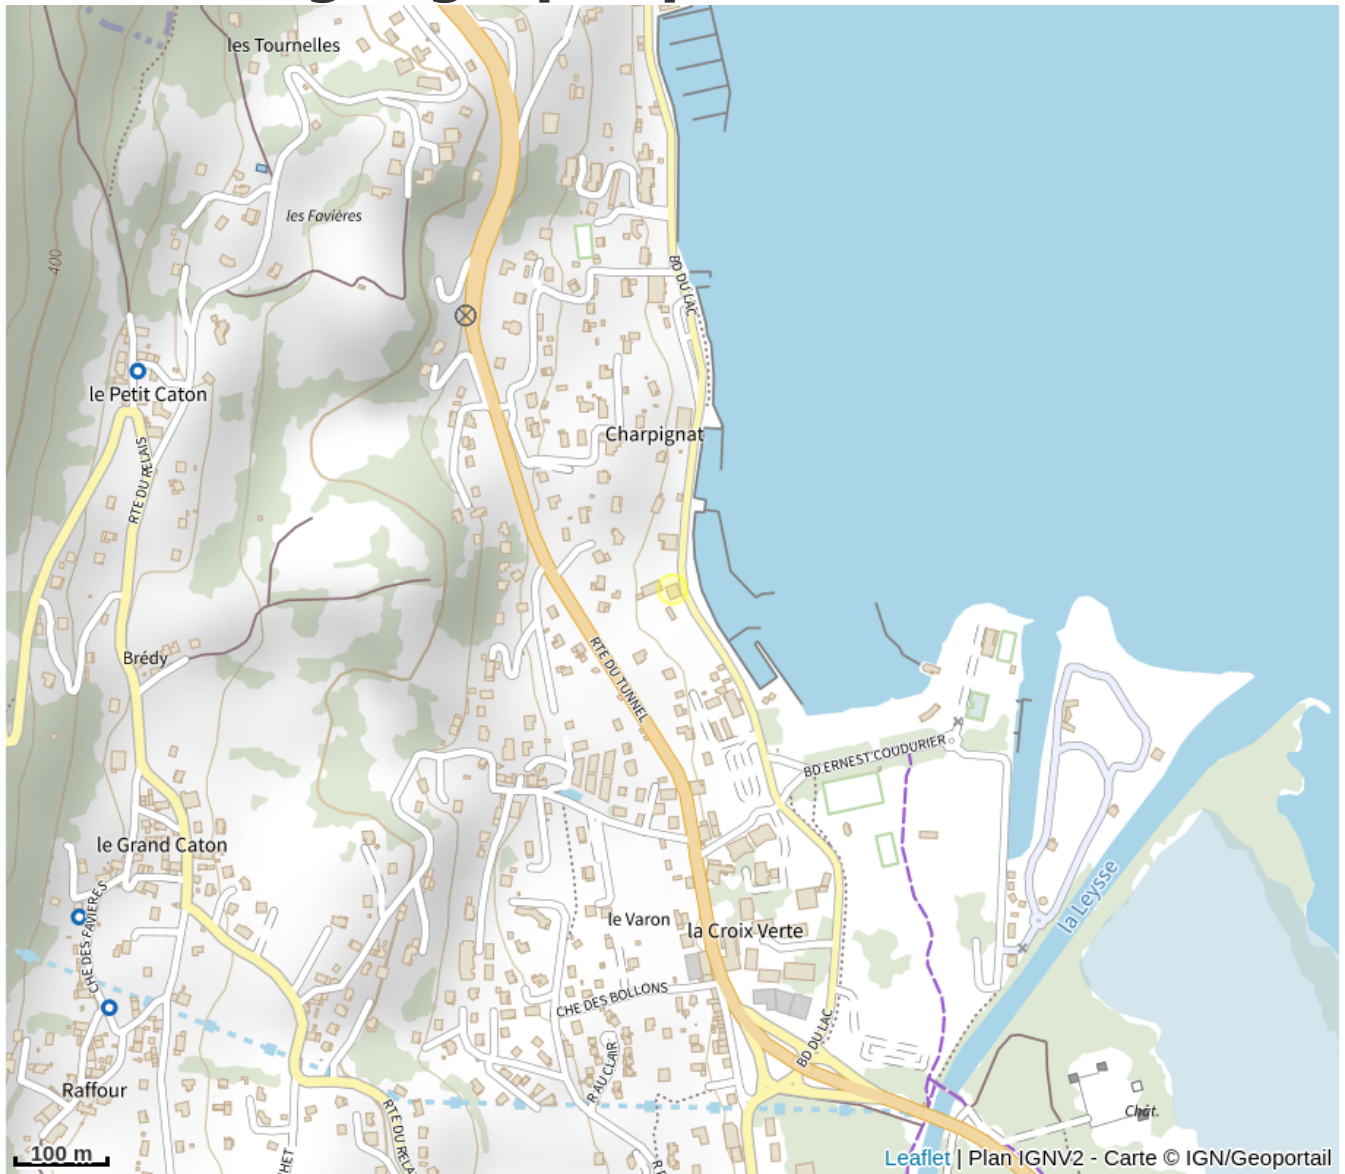 les Tournelles
les Favières
400
BD DU LAC
le Petit Caton
Charpignat
RTE DU RELAIS
Brédy
RTE DU TUNNEL
BD ERNEST COUDURIER
le Grand Caton
CHE DES FAVIERES
la Leysse
le Varon
la Croix Verte
CHE DES BOLLONS
BD DU LAC
R AU CLAIR
Raffour
RTE DU RELA
Chât.
100 m
Leaflet | Plan IGNV2 - Carte © IGN/Geoportail